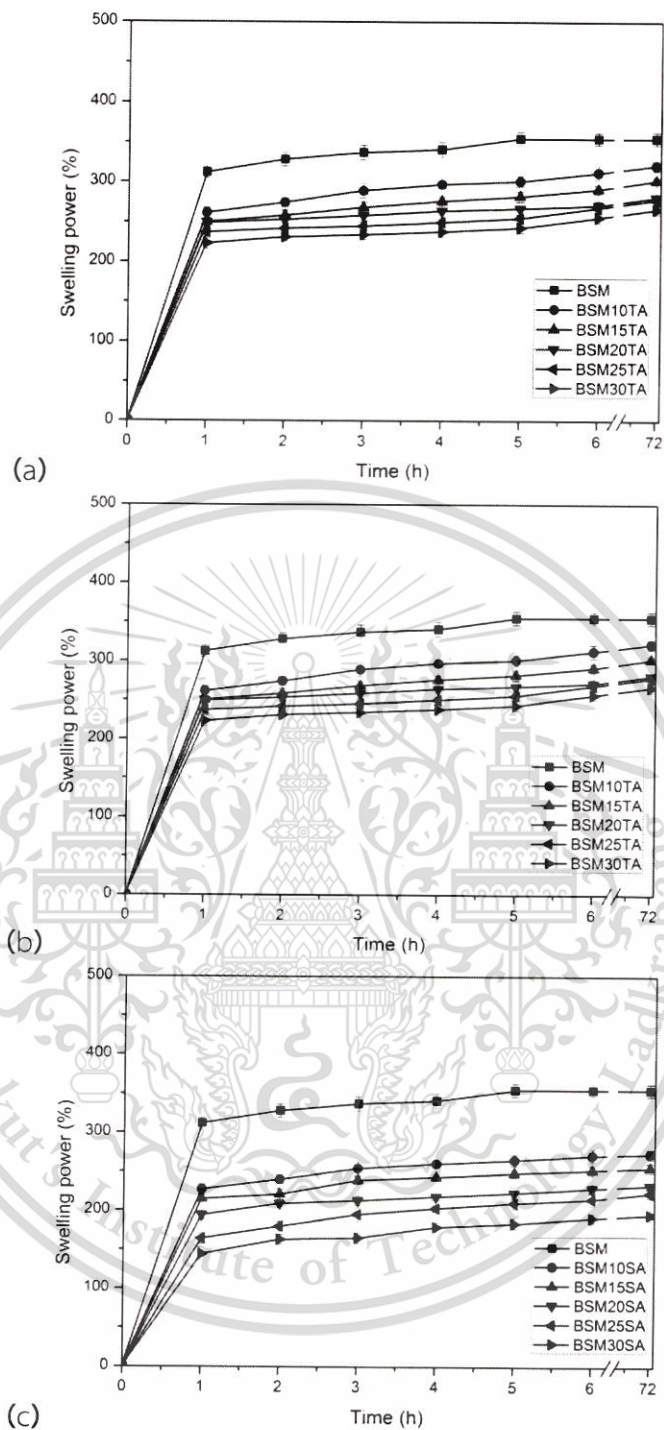 500
400
300
200
100
0
Swelling power (%)
BSM
BSM10TA
BSM15TA
BSM20TA
BSM25TA
BSM30TA
0 1 2 3 4 5 6 72
Time (h)
(a)
500
400
300
200
100
0
Swelling power (%)
BSM
BSM10TA
BSM15TA
BSM20TA
BSM25TA
BSM30TA
0 1 2 3 4 5 6 72
Time (h)
(b)
500
400
300
200
100
0
Swelling power (%)
BSM
BSM10SA
BSM15SA
BSM20SA
BSM25SA
BSM30SA
0 1 2 3 4 5 6 72
Time (h)
(c)
kut's Institute of Technology